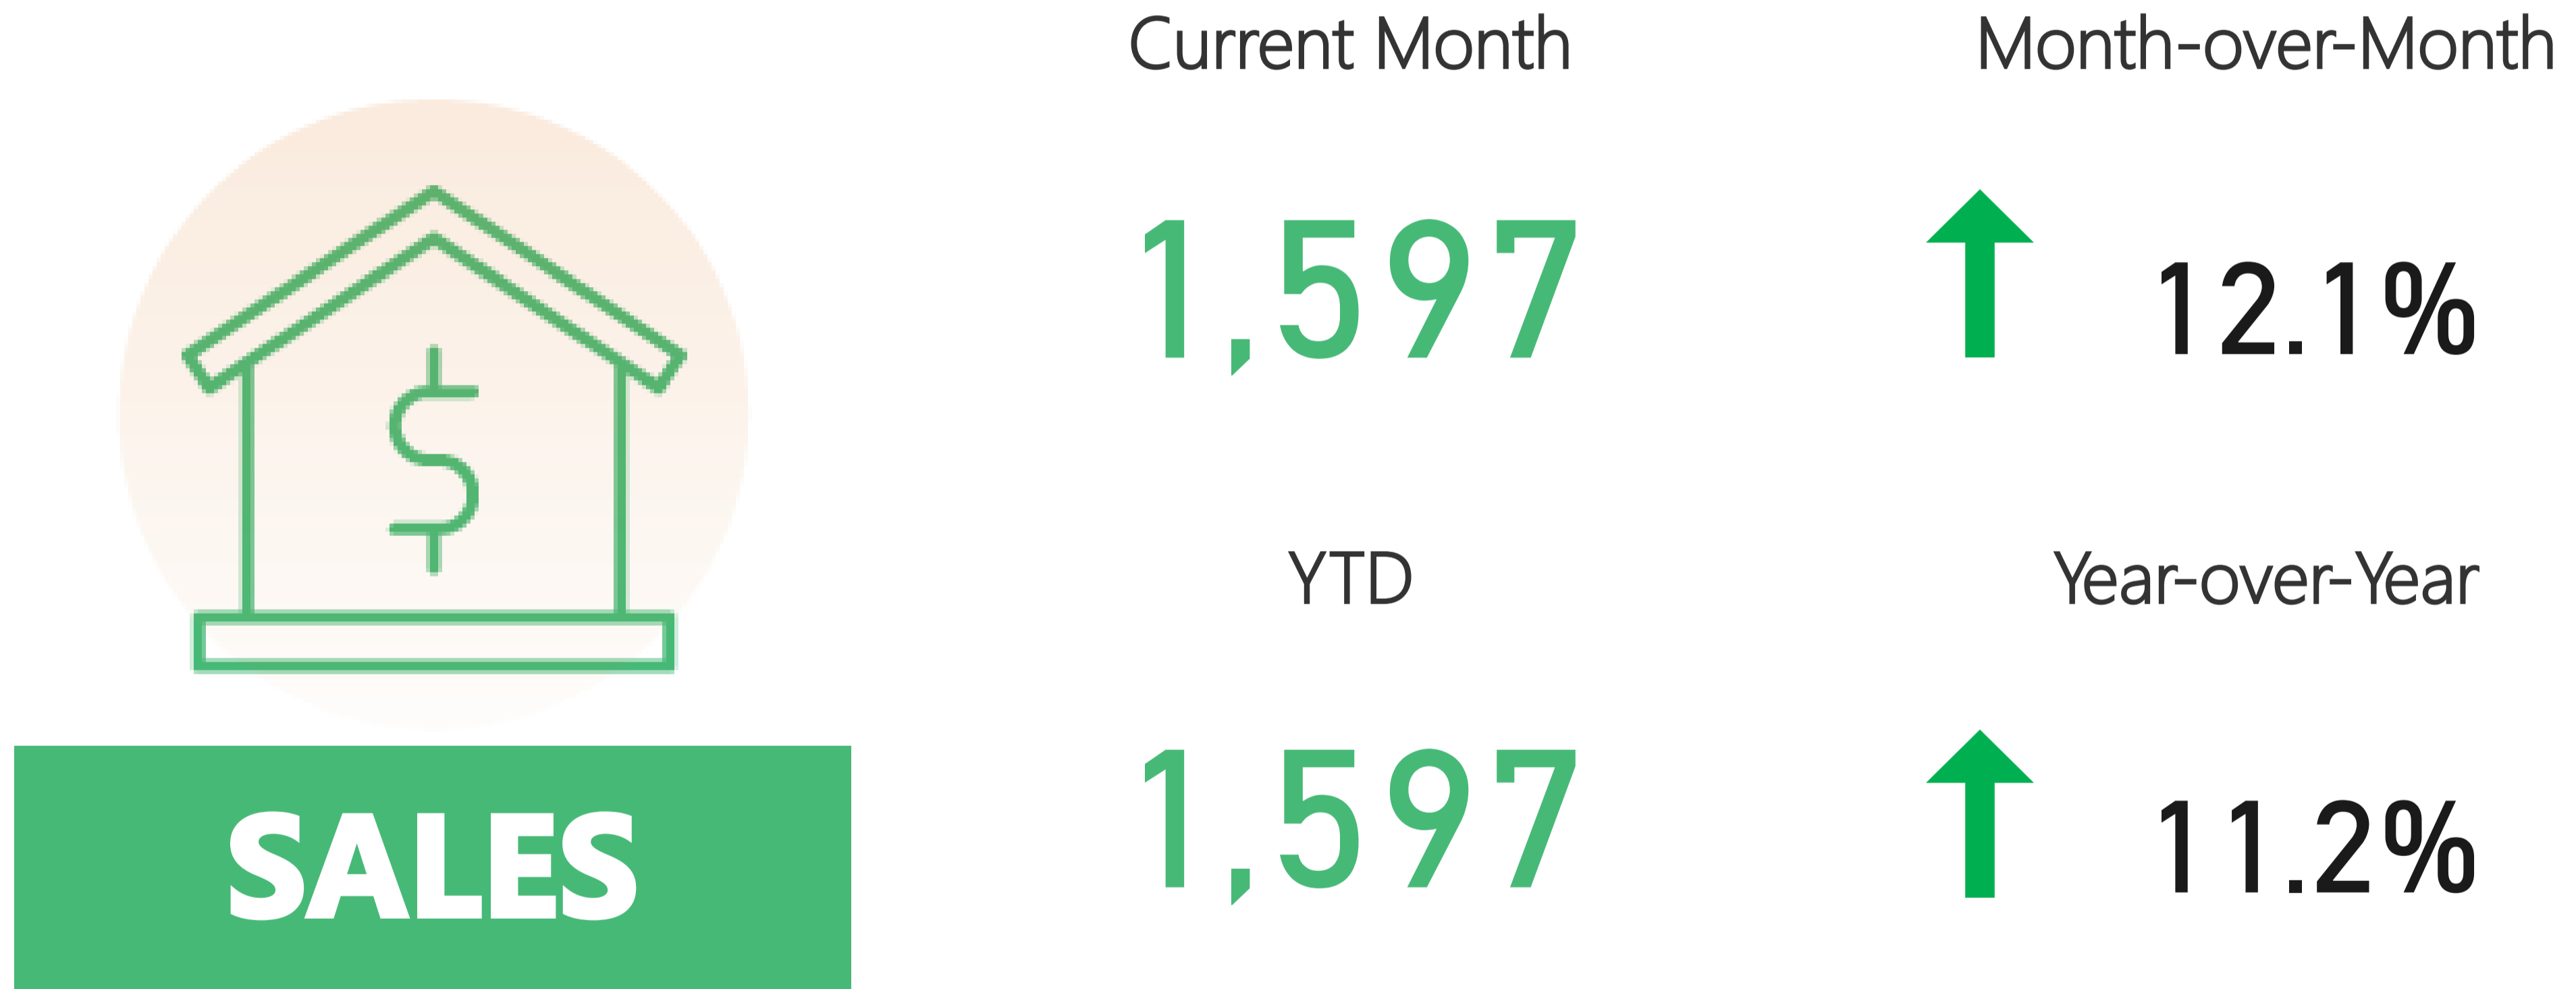 Current Month
Month-over-Month
1,597
12.1%
YTD
Year-over-Year
1,597
11.2%
$
SALES